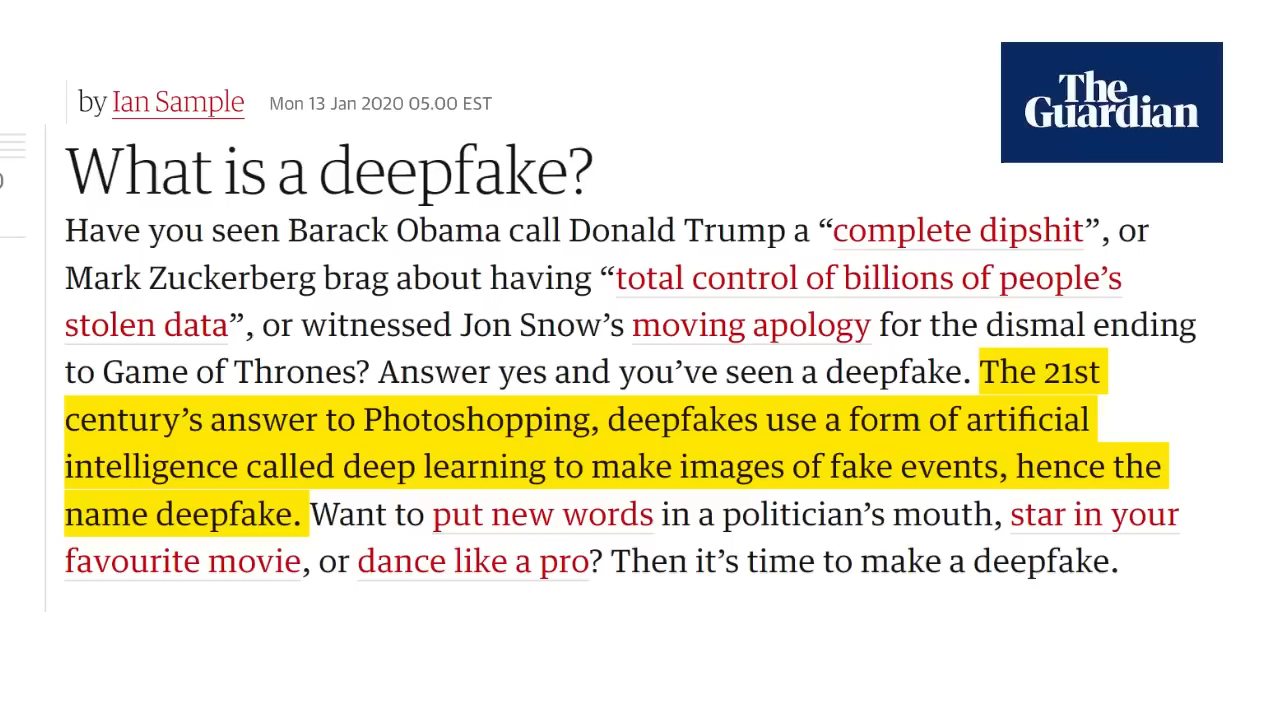 The
Guardian
by Ian Sample Mon 13 Jan 2020 05.00 EST
What is a deepfake?
Have you seen Barack Obama call Donald Trump a “complete dipshit”, or
Mark Zuckerberg brag about having “total control of billions of people’s
stolen data”, or witnessed Jon Snow’s moving apology for the dismal ending
to Game of Thrones? Answer yes and you’ve seen a deepfake. The 21st
century’s answer to Photoshopping, deepfakes use a form of artificial
intelligence called deep learning to make images of fake events, hence the
name deepfake. Want to put new words in a politician’s mouth, star in your
favourite movie, or dance like a pro? Then it’s time to make a deepfake.